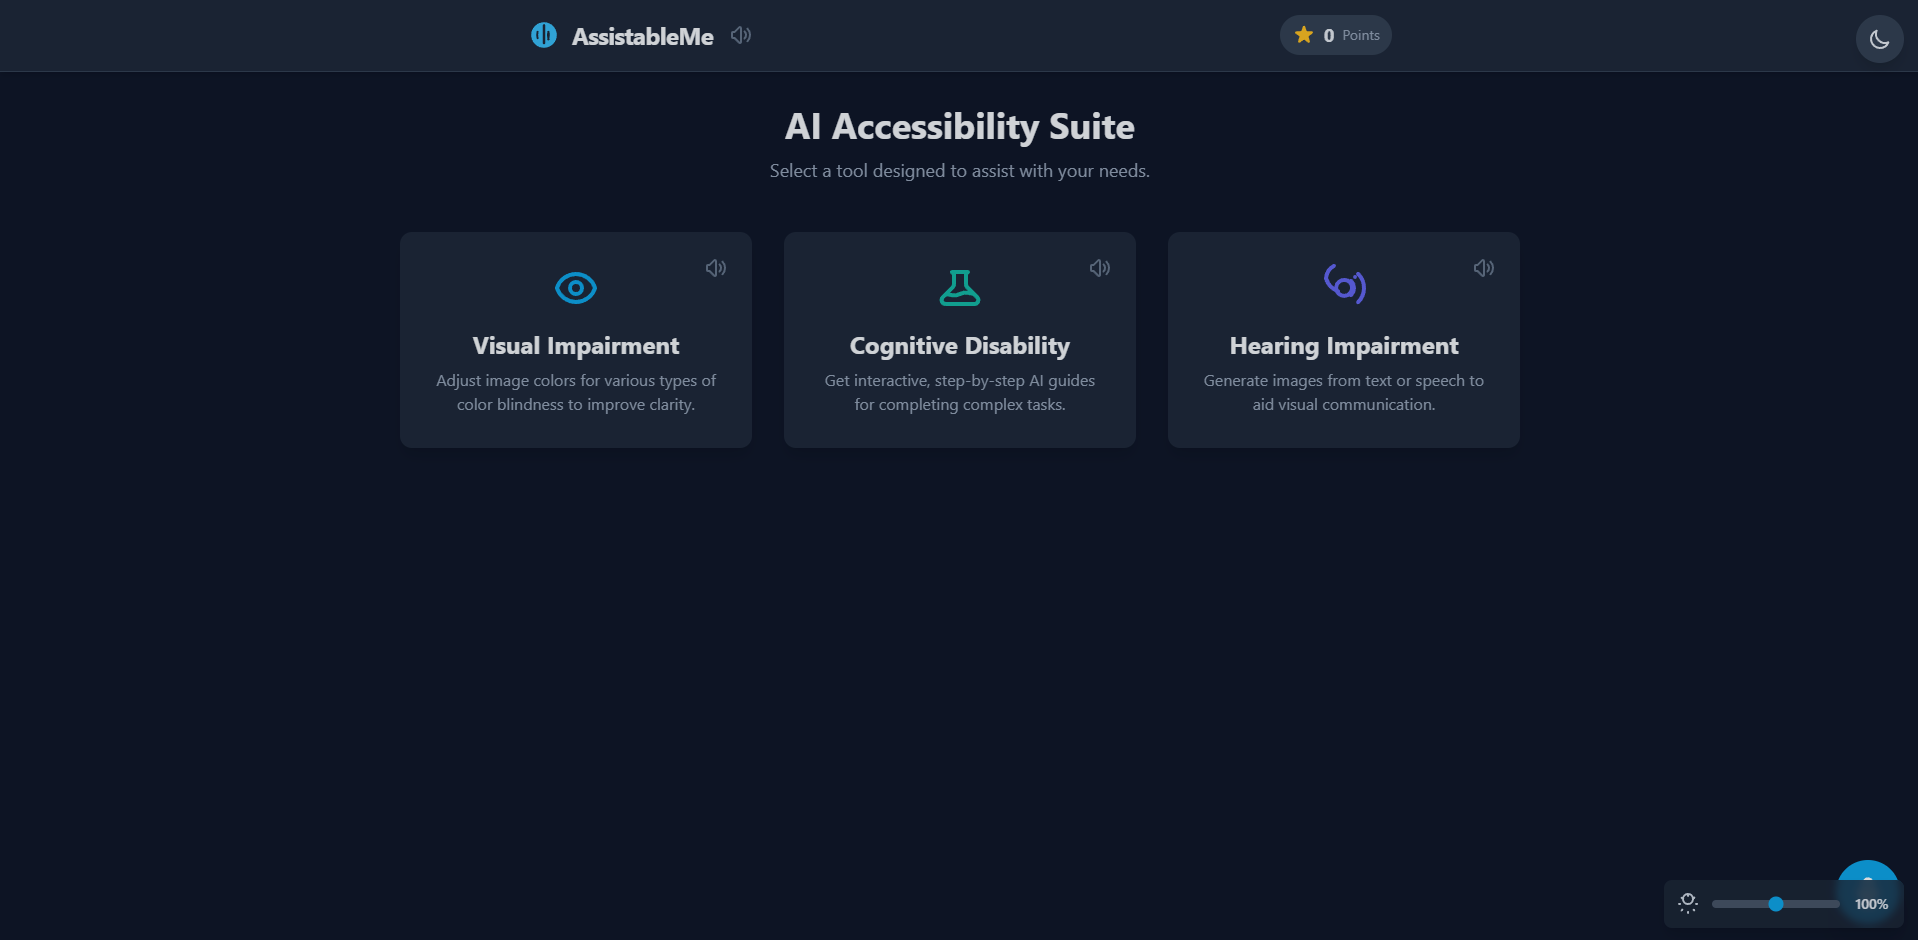 AssistableMe
0 Points
AI Accessibility Suite
Select a tool designed to assist with your needs.
Visual Impairment
Adjust image colors for various types of
color blindness to improve clarity.
Cognitive Disability
Get interactive, step-by-step AI guides
for completing complex tasks.
Hearing Impairment
Generate images from text or speech to
aid visual communication.
100%